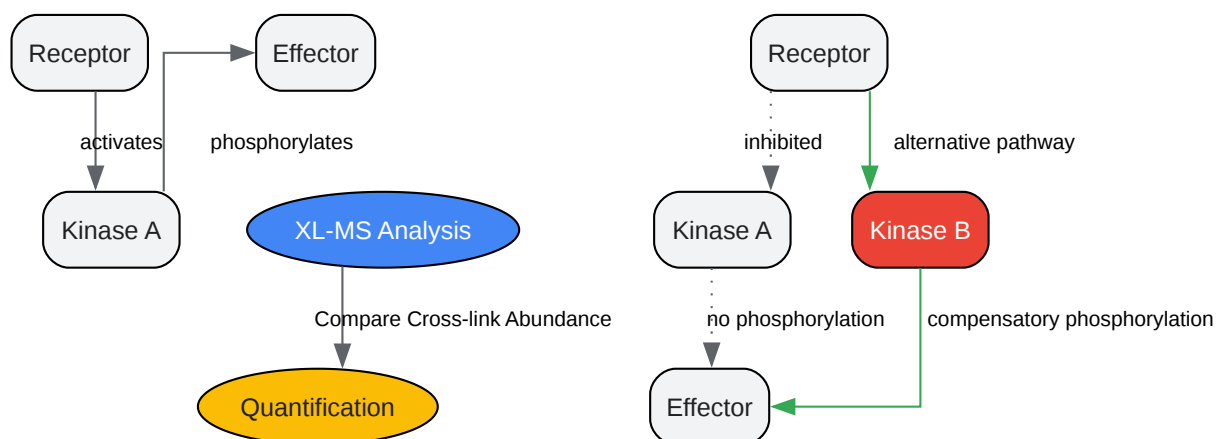 Receptor
Effector
activates
phosphorylates
Kinase A
XL-MS Analysis
Compare Cross-link Abundance
Quantification
Receptor
inhibited
alternative pathway
Kinase A
Kinase B
no phosphorylation
compensatory phosphorylation
Effector